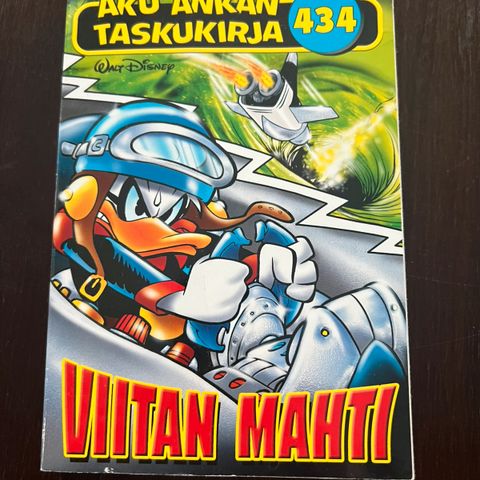 AKU ANKAN
TASKUKIRJA
434
Walt Disney
VIITAN MAHTI